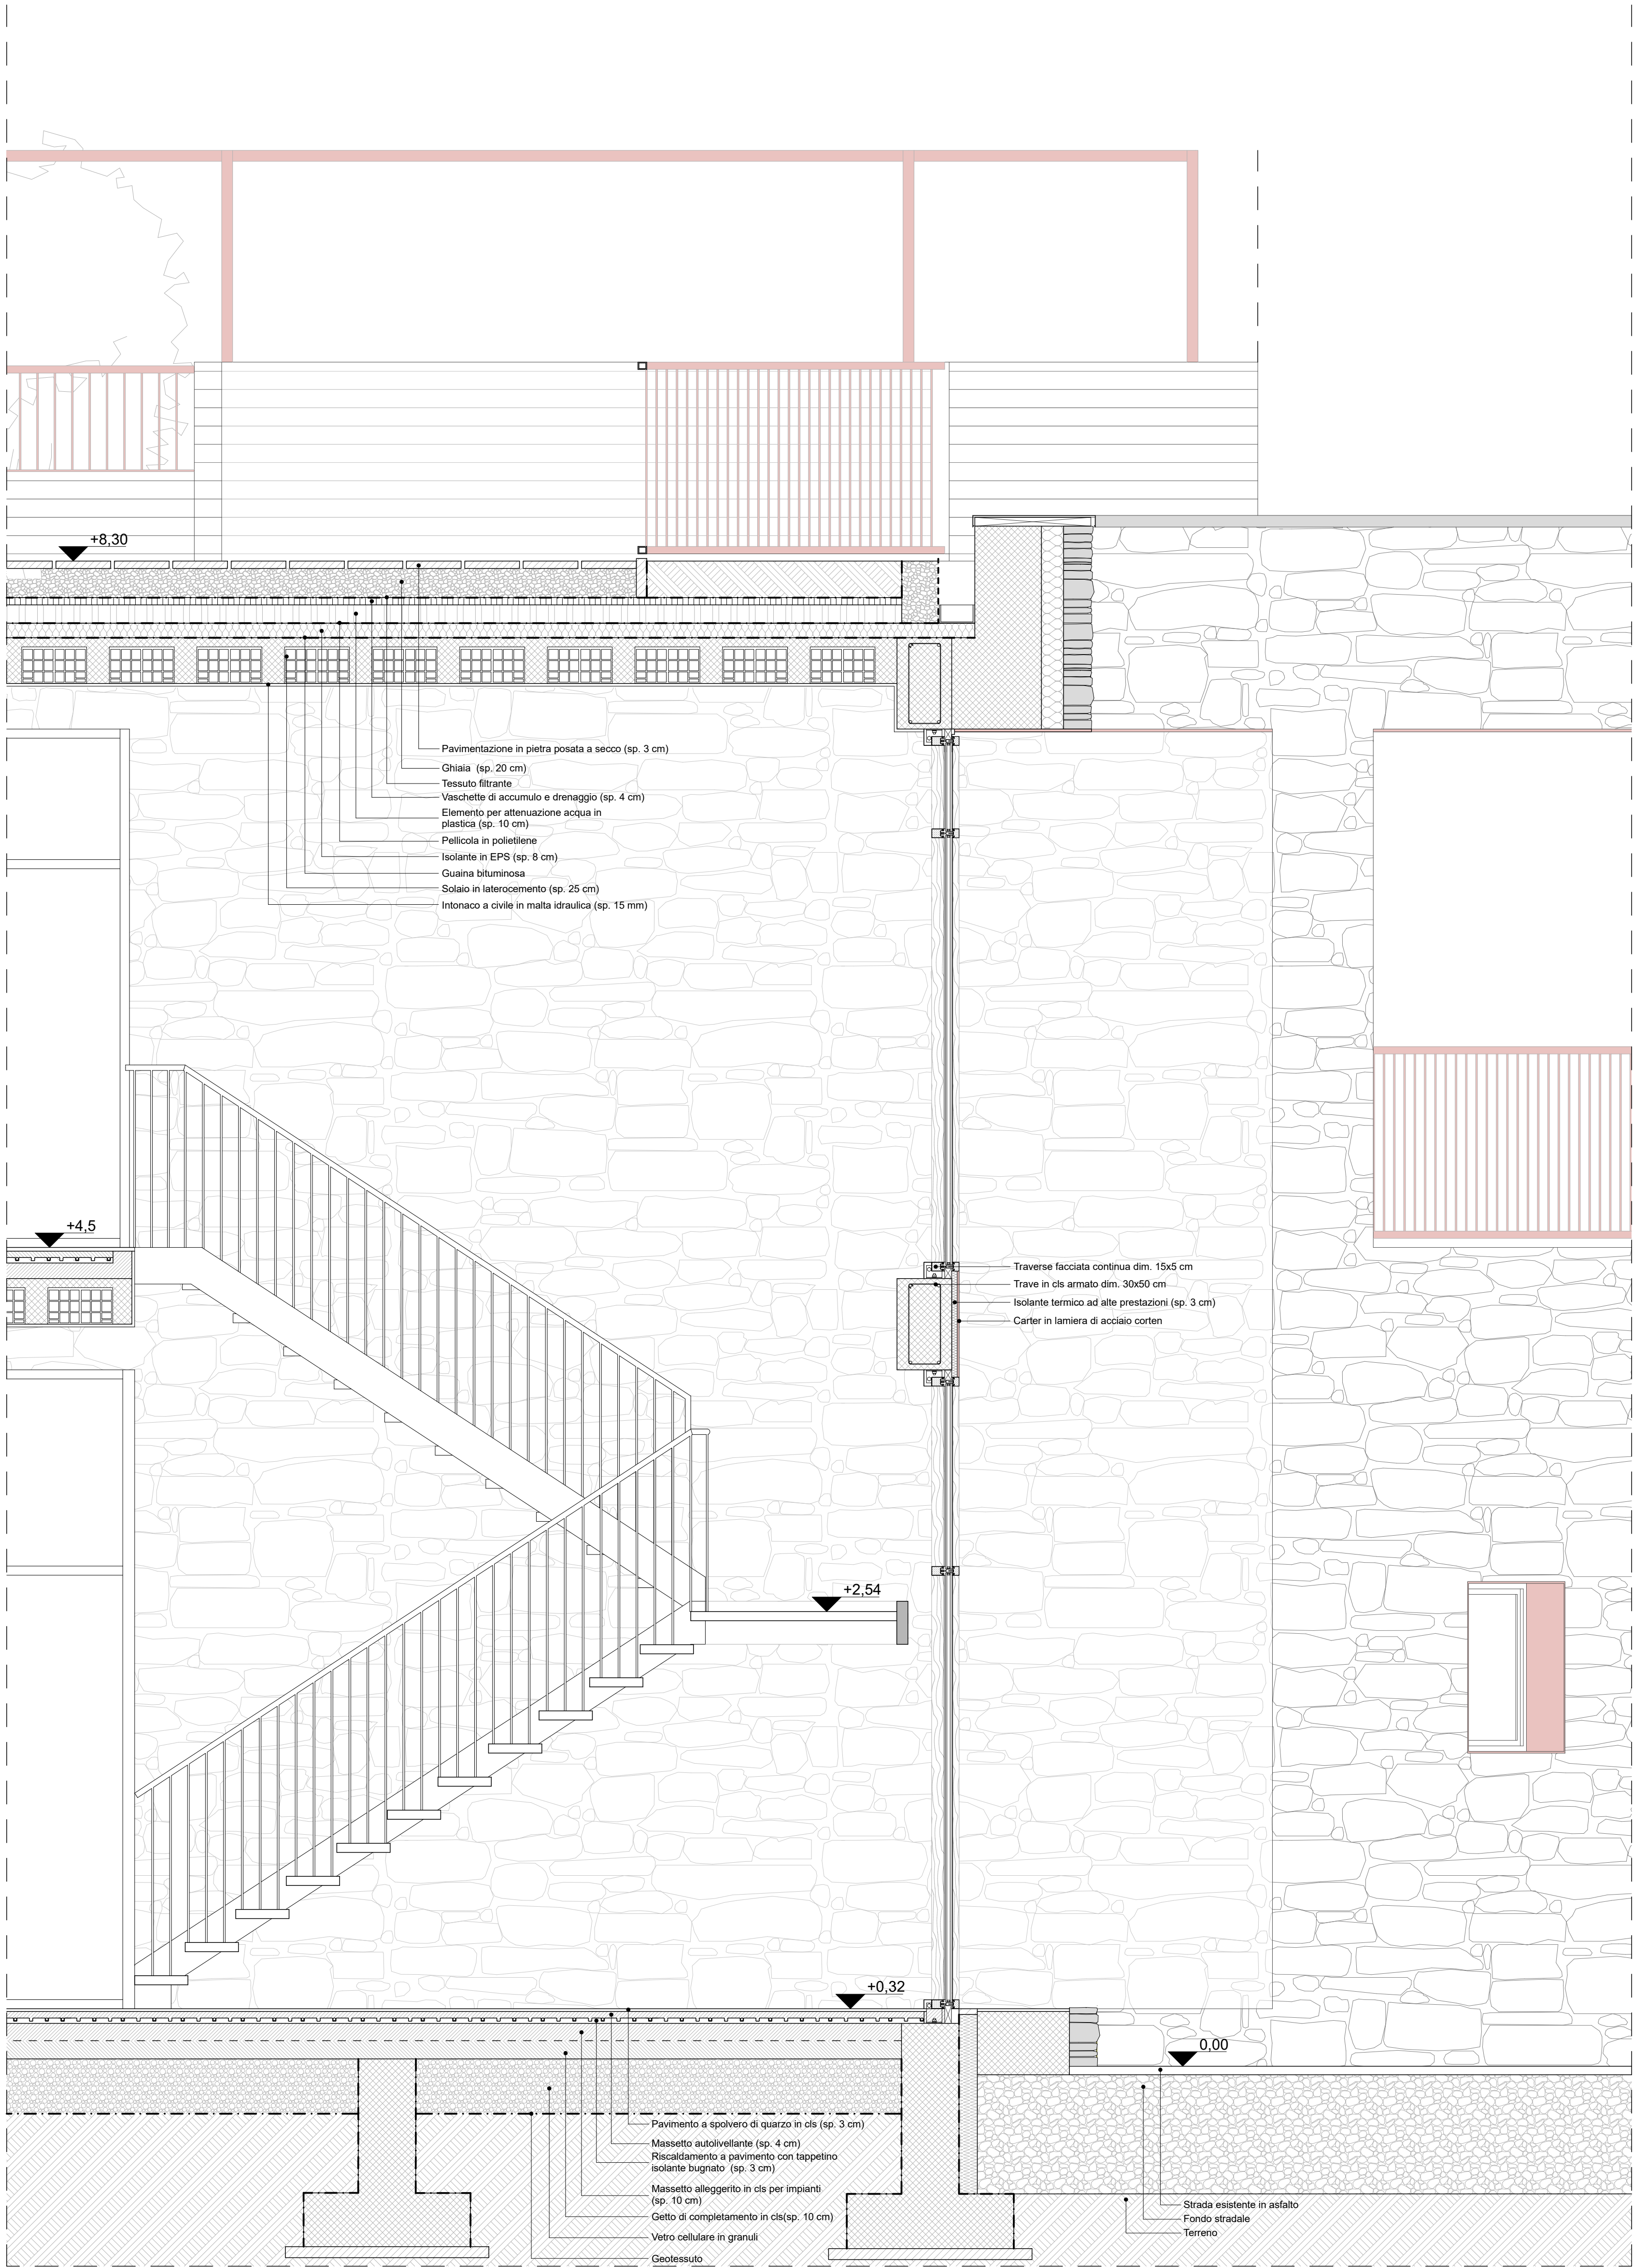 +8,30
Pavimentazione in pietra posata a secco (sp. 3 cm)
Ghiaia (sp. 20 cm)
Tessuto filtrante
Vaschette di accumulo e drenaggio (sp. 4 cm)
Elemento per attenuazione acqua in
plastica (sp. 10 cm)
Pellicola in polietilene
Isolante in EPS (sp. 8 cm)
Guaina bituminosa
Solaio in laterocemento (sp. 25 cm)
Intonaco a civile in malta idraulica (sp. 15 mm)
+4,5
Traverse facciata continua dim. 15x5 cm
Trave in cls armato dim. 30x50 cm
Isolante termico ad alte prestazioni (sp. 3 cm)
Carter in lamiera di acciaio corten
+2,54
+0,32
0,00
Pavimento a spolvero di quarzo in cls (sp. 3 cm)
Massetto autolivellante (sp. 4 cm)
Riscaldamento a pavimento con tappetino
isolante bugnato (sp. 3 cm)
Massetto alleggerito in cls per impianti
(sp. 10 cm)
Getto di completamento in cls(sp. 10 cm)
Vetro cellulare in granuli
Geotessuto
Strada esistente in asfalto
Fondo stradale
Terreno